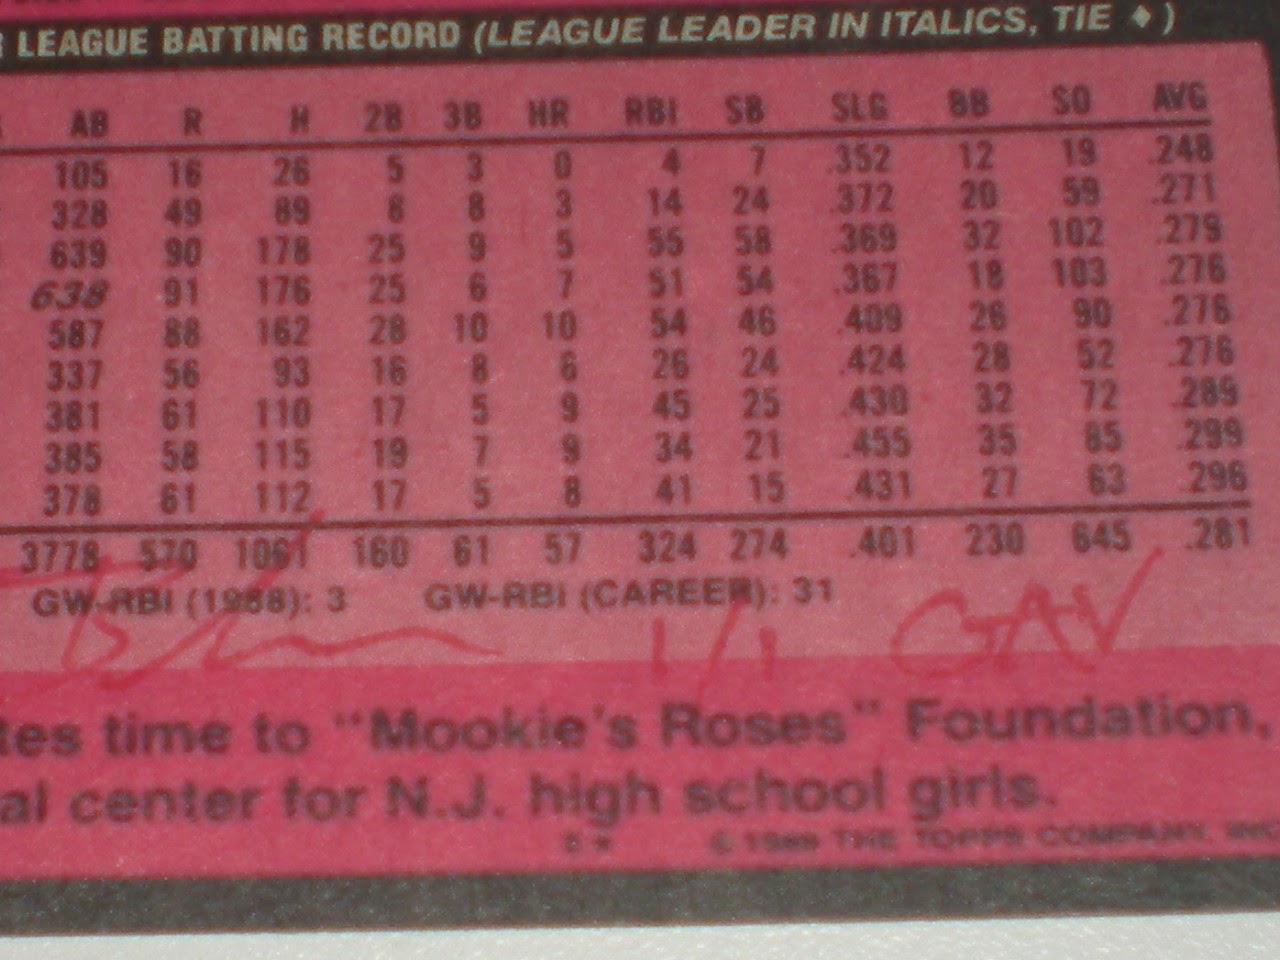 LEAGUE BATTING RECORD (LEAGUE LEADER IN ITALICS, TIE ♦)
AB R H 2B 3B HR RBI SB SLG BB SO AVG
105 16 26 5 3 0 4 7 .352 12 19 .248
328 49 89 8 8 3 14 24 .372 20 59 .271
639 90 178 25 9 5 55 58 .369 32 102 .279
638 91 176 25 6 7 51 54 .367 18 103 .276
587 88 162 28 10 10 54 46 .409 26 90 .276
337 56 93 16 8 6 26 24 .424 28 52 .276
381 61 110 17 5 9 45 25 .430 32 72 .289
385 58 115 19 7 9 34 21 .455 35 85 .299
378 61 112 17 5 8 41 15 .431 27 63 .296
3778 570 1061 160 61 57 324 274 .401 230 645 .281
GW-RBI (1988): 3 GW-RBI (CAREER): 31
1/1 GAV
tes time to "Mookie's Roses" Foundation,
al center for N.J. high school girls.
© 1989 THE TOPPS COMPANY, INC